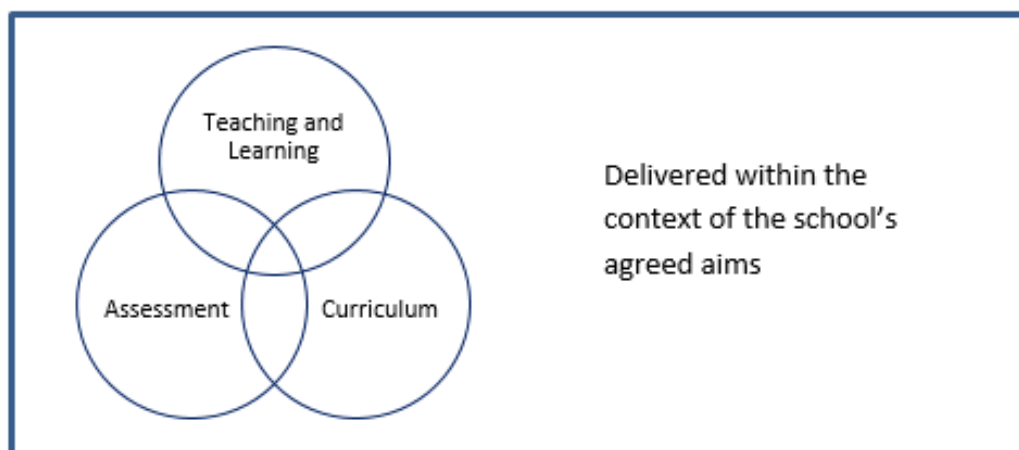 Teaching and
Learning
Assessment
Curriculum
Delivered within the
context of the school’s
agreed aims